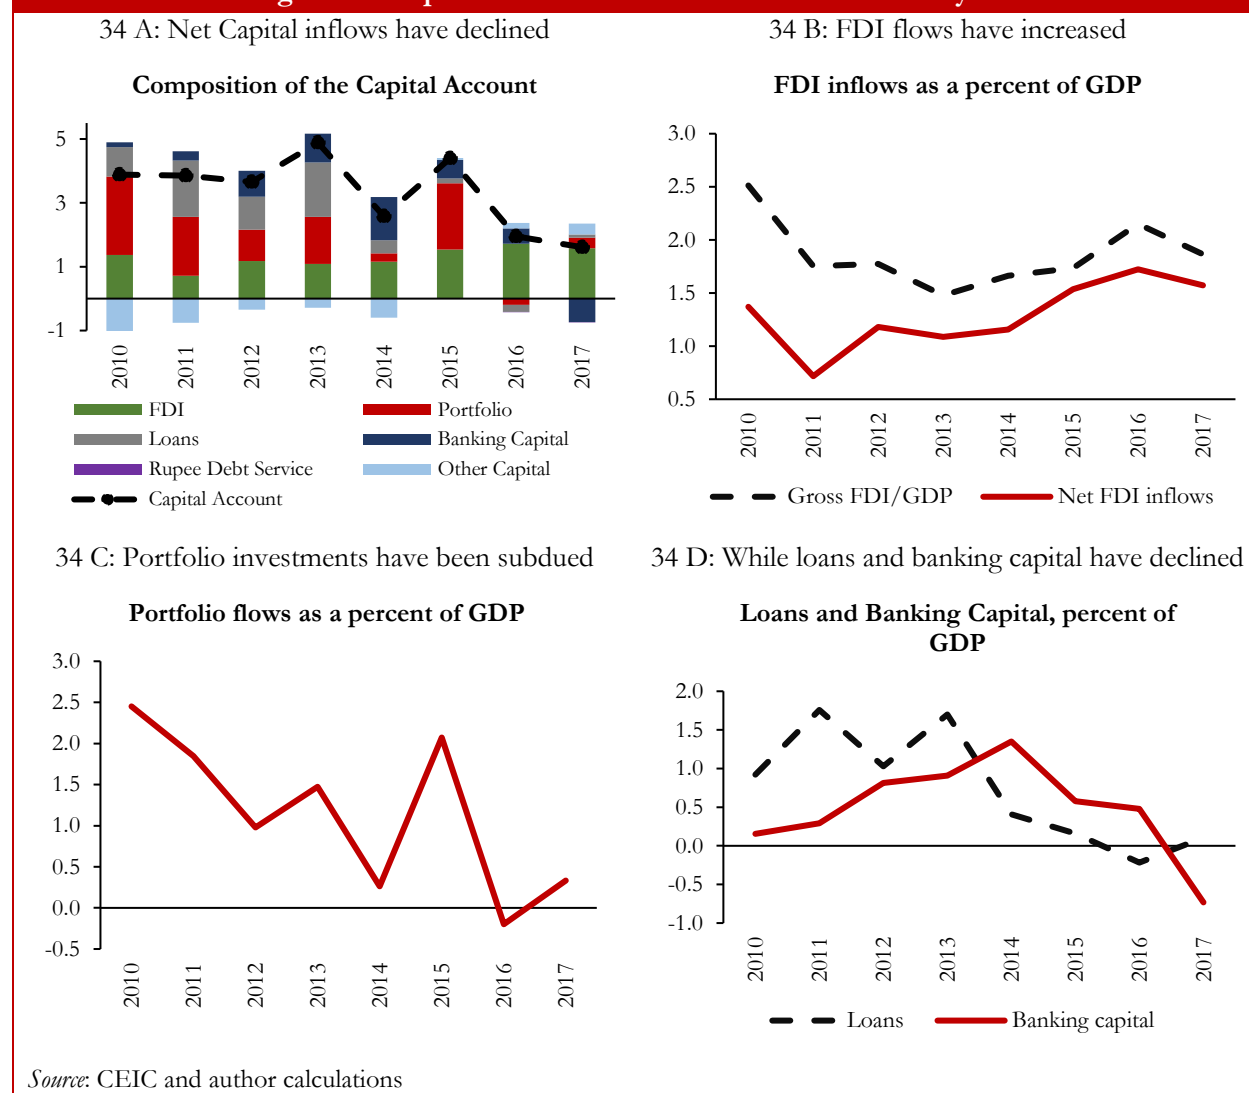 34 A: Net Capital inflows have declined
Composition of the Capital Account
5
3
1
-1
2010 2011 2012 2013 2014 2015 2016 2017
FDI Portfolio
Loans Banking Capital
Rupee Debt Service Other Capital
Capital Account
34 B: FDI flows have increased
FDI inflows as a percent of GDP
3.0
2.5
2.0
1.5
1.0
0.5
2010 2011 2012 2013 2014 2015 2016 2017
Gross FDI/GDP Net FDI inflows
34 C: Portfolio investments have been subdued
Portfolio flows as a percent of GDP
3.0
2.5
2.0
1.5
1.0
0.5
0.0
-0.5
2010 2011 2012 2013 2014 2015 2016 2017
34 D: While loans and banking capital have declined
Loans and Banking Capital, percent of
GDP
2.0
1.5
1.0
0.5
0.0
-0.5
-1.0
2010 2011 2012 2013 2014 2015 2016 2017
Loans Banking capital
Source: CEIC and author calculations